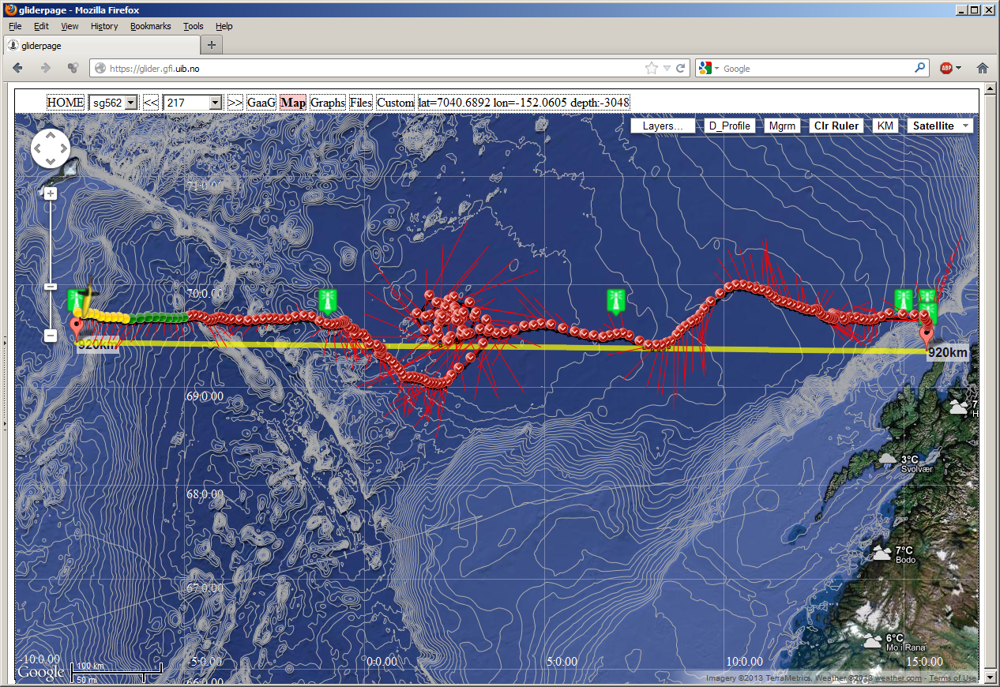 gliderpage - Mozilla Firefox
File Edit View History Bookmarks Tools Help
gliderpage
https://glider.gfi.uib.no
Google
ABP
HOME sg562 << 217 >> GaaG Map Graphs Files Custom lat=7040.6892 lon=-152.0605 depth:-3048
Layers... D_Profile Mgrm Clr Ruler KM Satellite
71:0.00
70:0.00
920km
920km
69:0.00
3°C
Svolvær
68:0.00
7°C
Bodo
67:0.00
6°C
Mo i Rana
-10:0.00 -5:0.00 0:0.00 5:00.00 10:0.00 15:0.00
Google
100 km
50 mi
66:0.00
Imagery ©2013 TerraMetrics, Weather ©2013 weather.com - Terms of Use